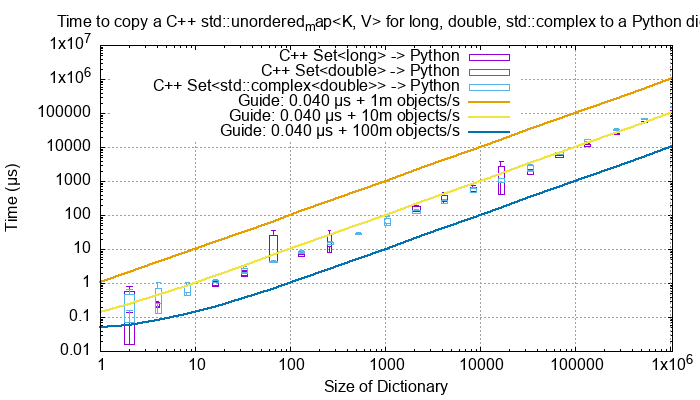 Time to copy a C++ std::unordered_map<K, V> for long, double, std::complex to a Python di
1x10^7
1x10^6
100000
10000
1000
100
10
1
0.1
0.01
Time (µs)
C++ Set<long> -> Python
C++ Set<double> -> Python
C++ Set<std::complex<double>> -> Python
Guide: 0.040 µs + 1m objects/s
Guide: 0.040 µs + 10m objects/s
Guide: 0.040 µs + 100m objects/s
1 10 100 1000 10000 100000 1x10^6
Size of Dictionary